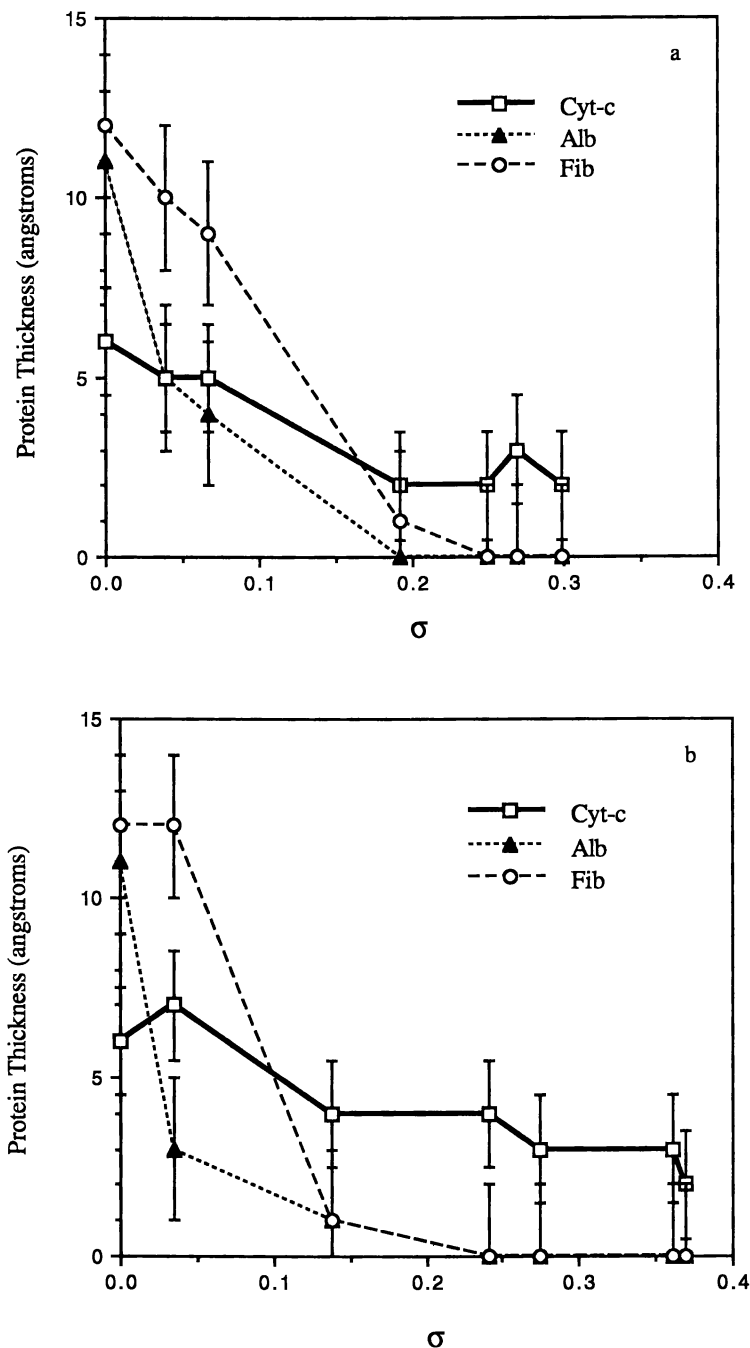 15
a
Cyt-c
Alb
Fib
10
Protein Thickness (angstroms)
5
0
0.0 0.1 0.2 0.3 0.4
σ
15
b
Cyt-c
Alb
Fib
10
Protein Thickness (angstroms)
5
0
0.0 0.1 0.2 0.3 0.4
σ